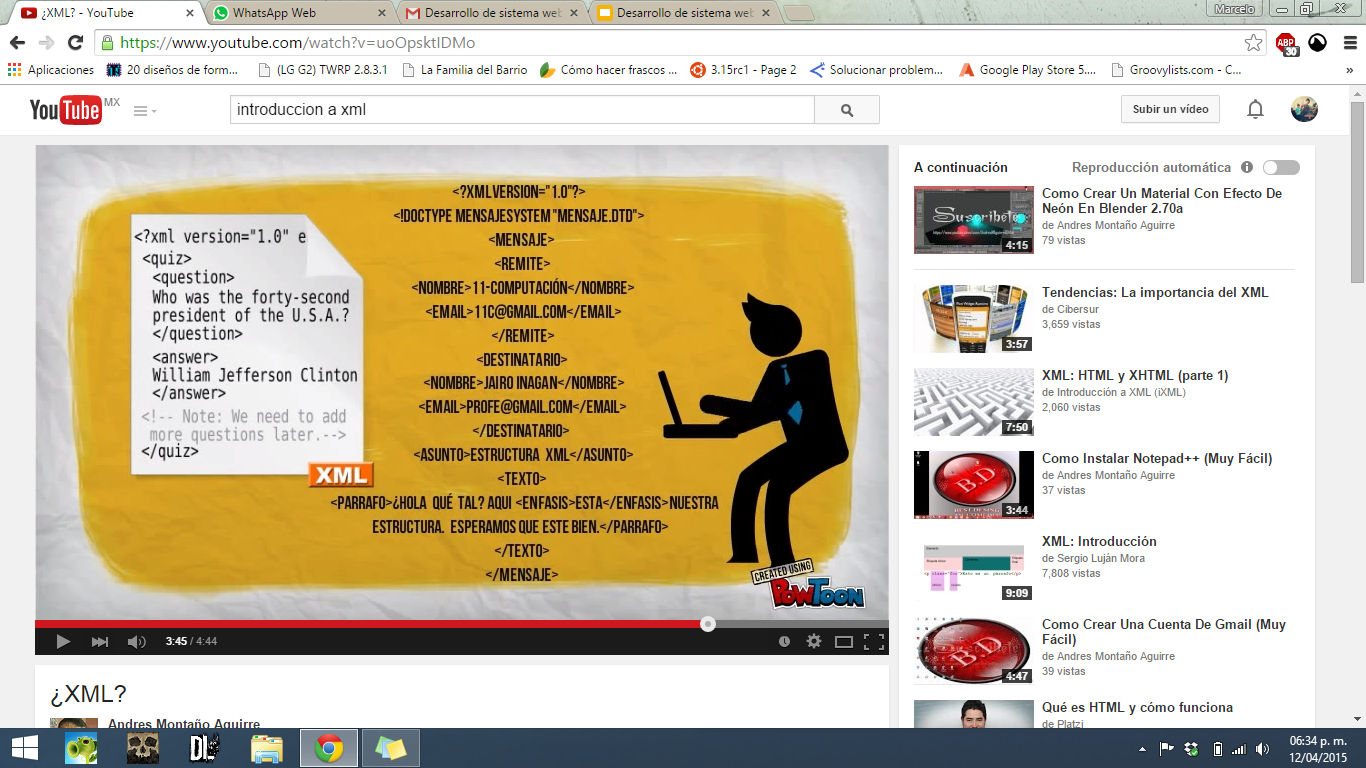 ¿XML? - YouTube
WhatsApp Web
Desarrollo de sistema web
Desarrollo de sistema web
Marcelo
https://www.youtube.com/watch?v=uoOpsktIDMo
ABP
30
Aplicaciones
20 diseños de form...
(LG G2) TWRP 2.8.3.1
La Familia del Barrio
Cómo hacer frascos ...
3.15rc1 - Page 2
Solucionar problem...
Google Play Store 5....
Groovylists.com - C...
»
YouTube MX
introduccion a xml
Subir un vídeo
<?xml version="1.0" e
<quiz>
<question>
Who was the forty-second
president of the U.S.A.?
</question>
<answer>
William Jefferson Clinton
</answer>
<!-- Note: We need to add
more questions later.-->
</quiz>
XML
<?XML VERSION="1.0"?>
<!DOCTYPE MENSAJESYSTEM "MENSAJE.DTD">
<MENSAJE>
<REMITE>
<NOMBRE>11-COMPUTACIÓN</NOMBRE>
<EMAIL>11C@GMAIL.COM</EMAIL>
</REMITE>
<DESTINATARIO>
<NOMBRE>JAIRO INAGAN</NOMBRE>
<EMAIL>PROFE@GMAIL.COM</EMAIL>
</DESTINATARIO>
<ASUNTO>ESTRUCTURA XML</ASUNTO>
<TEXTO>
<PARRAFO>¿HOLA QUÉ TAL? AQUI <ENFASIS>ESTA</ENFASIS>NUESTRA
ESTRUCTURA. ESPERAMOS QUE ESTE BIEN.</PARRAFO>
</TEXTO>
</MENSAJE>
CREATED USING
POWTOON
3:45 / 4:44
¿XML?
Andres Montaño Aguirre
A continuación
Reproducción automática
Suscribete
4:15
Como Crear Un Material Con Efecto De
Neón En Blender 2.70a
de Andres Montaño Aguirre
79 vistas
3:57
Tendencias: La importancia del XML
de Cibersur
3,659 vistas
7:50
XML: HTML y XHTML (parte 1)
de Introducción a XML (iXML)
2,060 vistas
B.D
3:44
Como Instalar Notepad++ (Muy Fácil)
de Andres Montaño Aguirre
37 vistas
9:09
XML: Introducción
de Sergio Luján Mora
7,808 vistas
B.D
4:47
Como Crear Una Cuenta De Gmail (Muy
Fácil)
de Andres Montaño Aguirre
39 vistas
Qué es HTML y cómo funciona
de Platzi
DL
06:34 p. m.
12/04/2015